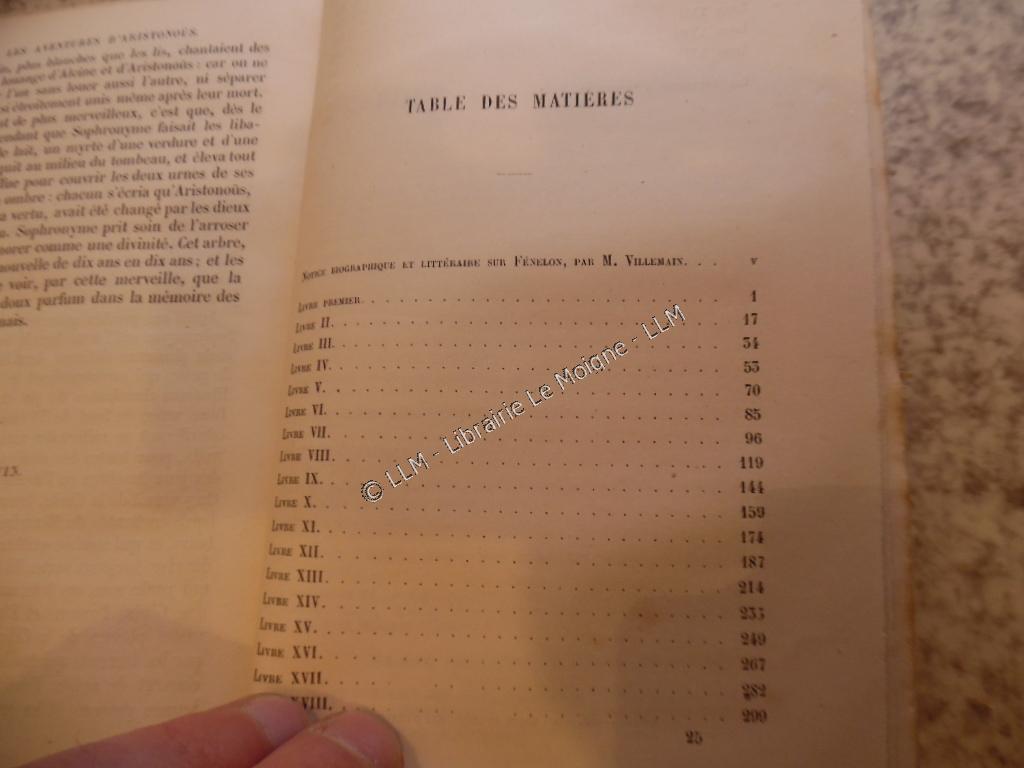 LES AVENTURES D'ARISTONOÜS.
plus blanches que les lis, chantaient des
louange d'Alcine et d'Aristonoüs : car on ne
l'un sans louer aussi l'autre, ni séparer
si étroitement unis même après leur mort.
t de plus merveilleux, c'est que, dès le
endant que Sophronyme faisait les liba-
e lait, un myrte d'une verdure et d'une
quit au milieu du tombeau, et éleva tout
ffue pour couvrir les deux urnes de ses
ombre : chacun s'écria qu'Aristonoüs,
a vertu, avait été changé par les dieux
Sophronyme prit soin de l'arroser
norer comme une divinité. Cet arbre,
nouvelle de dix ans en dix ans ; et les
e voir, par cette merveille, que la
doux parfum dans la mémoire des
mais.
TABLE DES MATIÈRES
Notice biographique et littéraire sur Fénelon, par M. Villemain. . . v
Livre premier. 1
Livre II. 17
Livre III. 34
Livre IV. 53
Livre V. 70
Livre VI. 85
Livre VII. 96
Livre VIII. 119
Livre IX. 144
Livre X. 159
Livre XI. 174
Livre XII. 187
Livre XIII. 214
Livre XIV. 233
Livre XV. 249
Livre XVI. 267
Livre XVII. 282
XVIII. 299
25
© LLM - Librairie Le Moigne - LLM